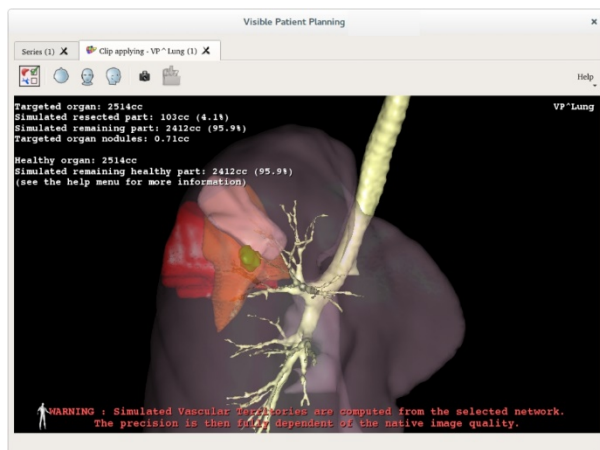 Visible Patient Planning
Series (1)
Clip applying - VP^Lung (1)
Help
Targeted organ: 2514cc
Simulated resected part: 103cc (4.1%)
Simulated remaining part: 2412cc (95.9%)
Targeted organ nodules: 0.71cc
VP^Lung
Healthy organ: 2514cc
Simulated remaining healthy part: 2412cc (95.9%)
(see the help menu for more information)
WARNING : Simulated Vascular Territories are computed from the selected network.
The precision is then fully dependent of the native image quality.